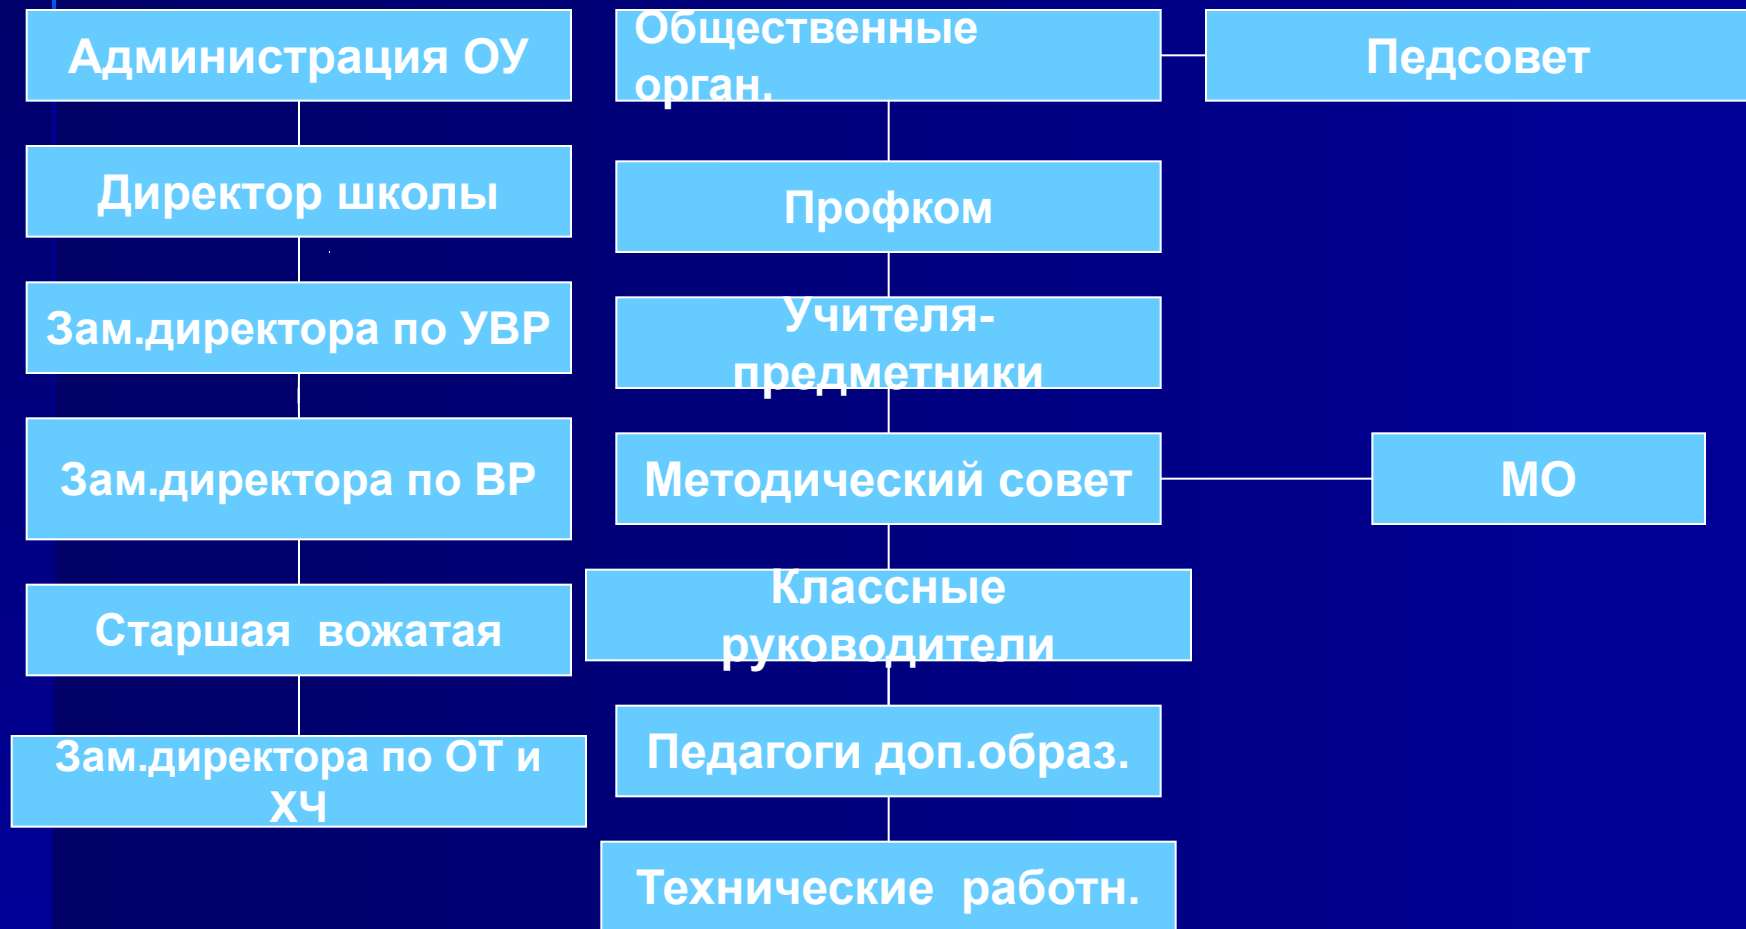 Администрация ОУ
Директор школы
Зам.директора по УВР
Зам.директора по ВР
Старшая вожатая
Зам.директора по ОТ и
ХЧ
Общественные
орган.
Профком
Учителя-
предметники
Методический совет
Классные
руководители
Педагоги доп.образ.
Технические работн.
Педсовет
МО